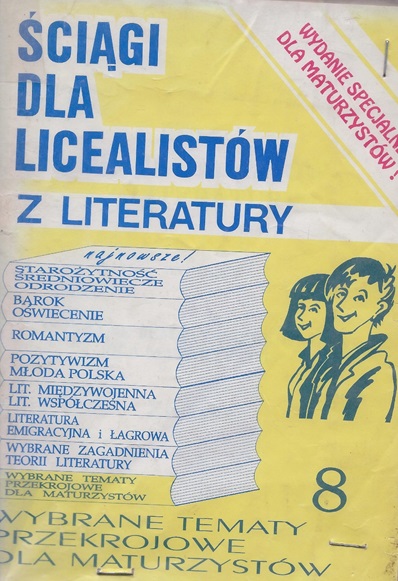 ŚCIĄGI
DLA
LICEALISTÓW
Z LITERATURY
WYDANIE SPECJALNE
DLA MATURZYSTÓW!
najnowsze!
STAROŻYTNOŚĆ
ŚREDNIOWIECZE
ODRODZENIE
BAROK
OŚWIECENIE
ROMANTYZM
POZYTYWIZM
MŁODA POLSKA
LIT. MIĘDZYWOJENNA
LIT. WSPÓŁCZEŚNA
LITERATURA
EMIGRACYJNA i ŁAGROWA
WYBRANE ZAGADNIENIA
TEORII LITERATURY
WYBRANE TEMATY
PRZEKROJOWE
DLA MATURZYSTÓW
8
WYBRANE TEMATY
PRZEKROJOWE
DLA MATURZYSTÓW